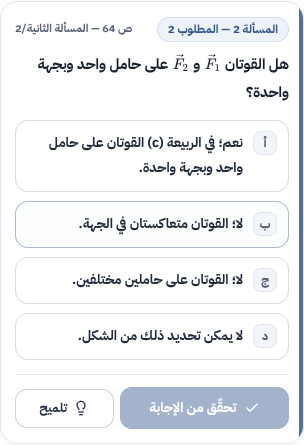 المسألة 2 — المطلوب 2
ص 64 — المسألة الثانية/2
هل القوتان F⃗₁ و F⃗₂ على حامل واحد وبجهة
واحدة؟
أ نعم؛ في الربيعة (c) القوتان على حامل
واحد وبجهة واحدة.
ب لا؛ القوتان متعاكستان في الجهة.
ج لا؛ القوتان على حاملين مختلفين.
د لا يمكن تحديد ذلك من الشكل.
تحقّق من الإجابة
تلميح